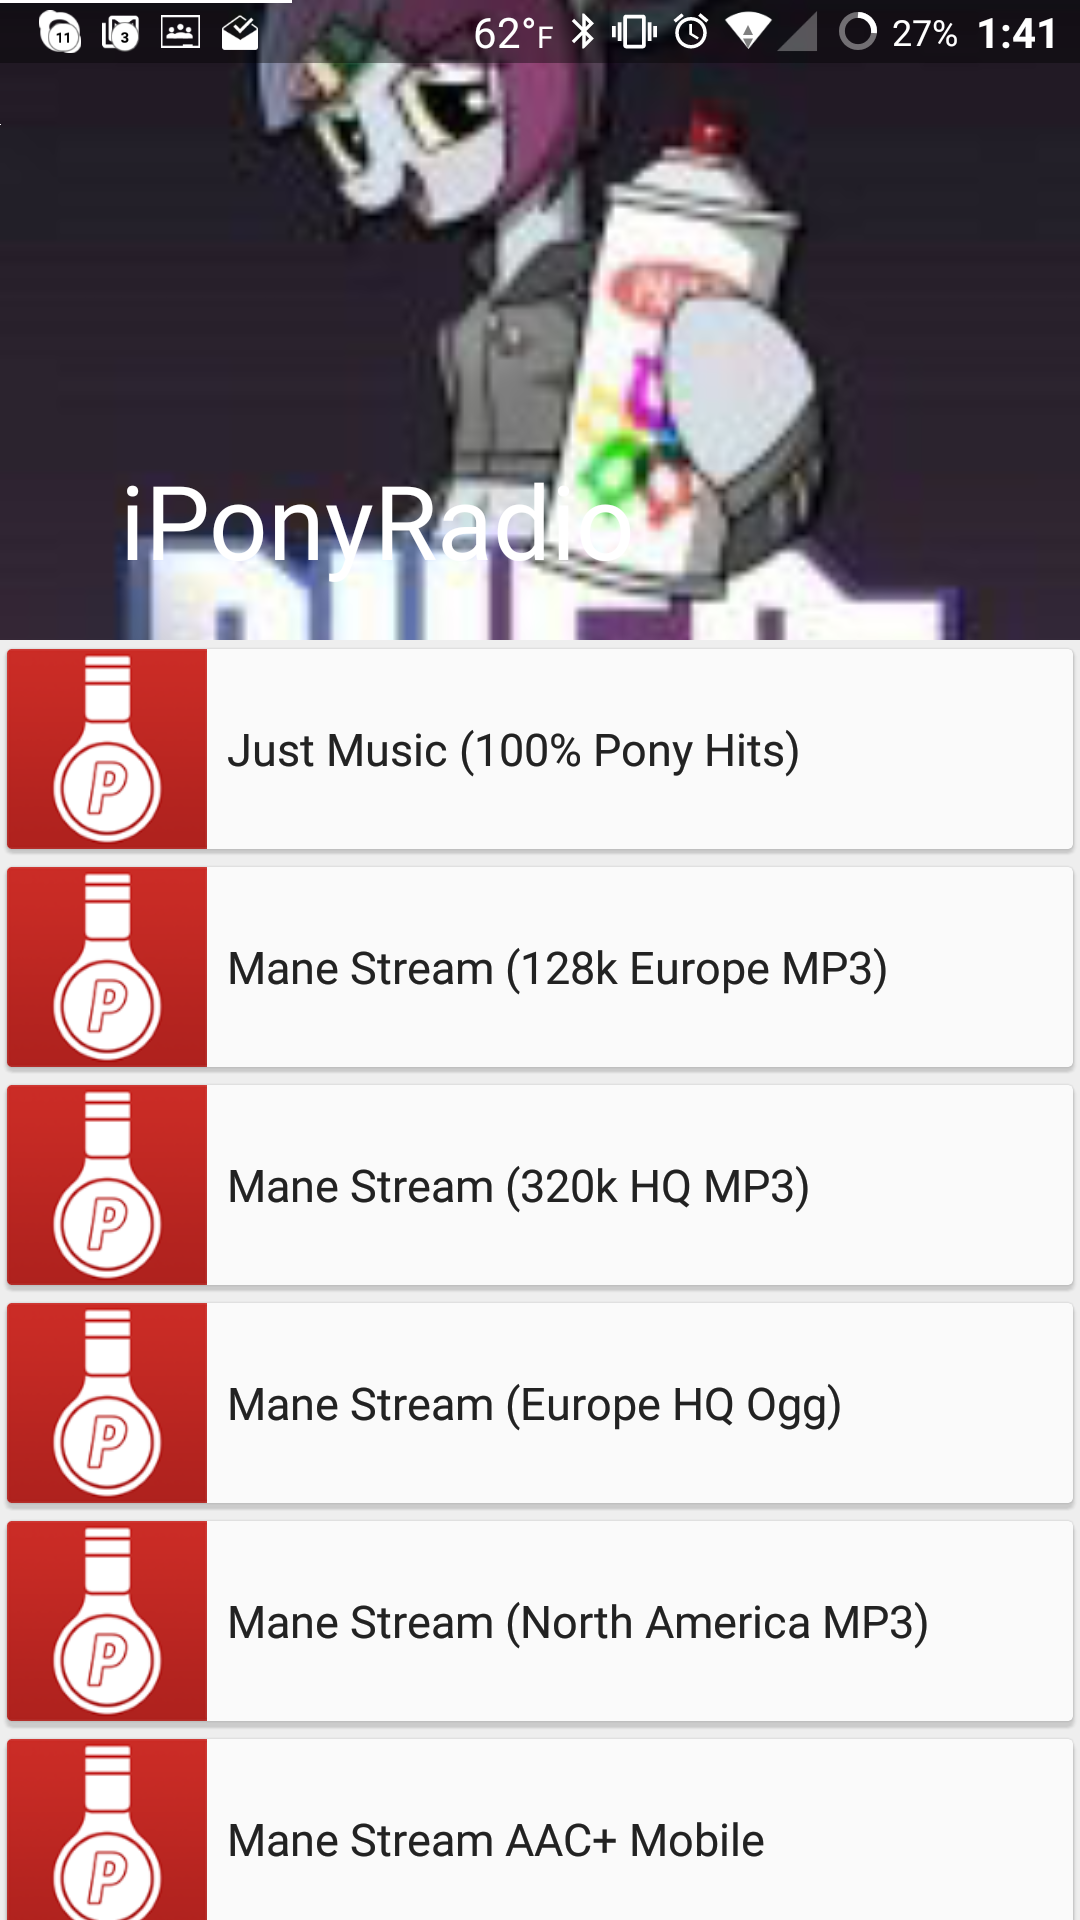 11 3 62°F 27% 1:41
iPonyRadio
P Just Music (100% Pony Hits)
P Mane Stream (128k Europe MP3)
P Mane Stream (320k HQ MP3)
P Mane Stream (Europe HQ Ogg)
P Mane Stream (North America MP3)
P Mane Stream AAC+ Mobile